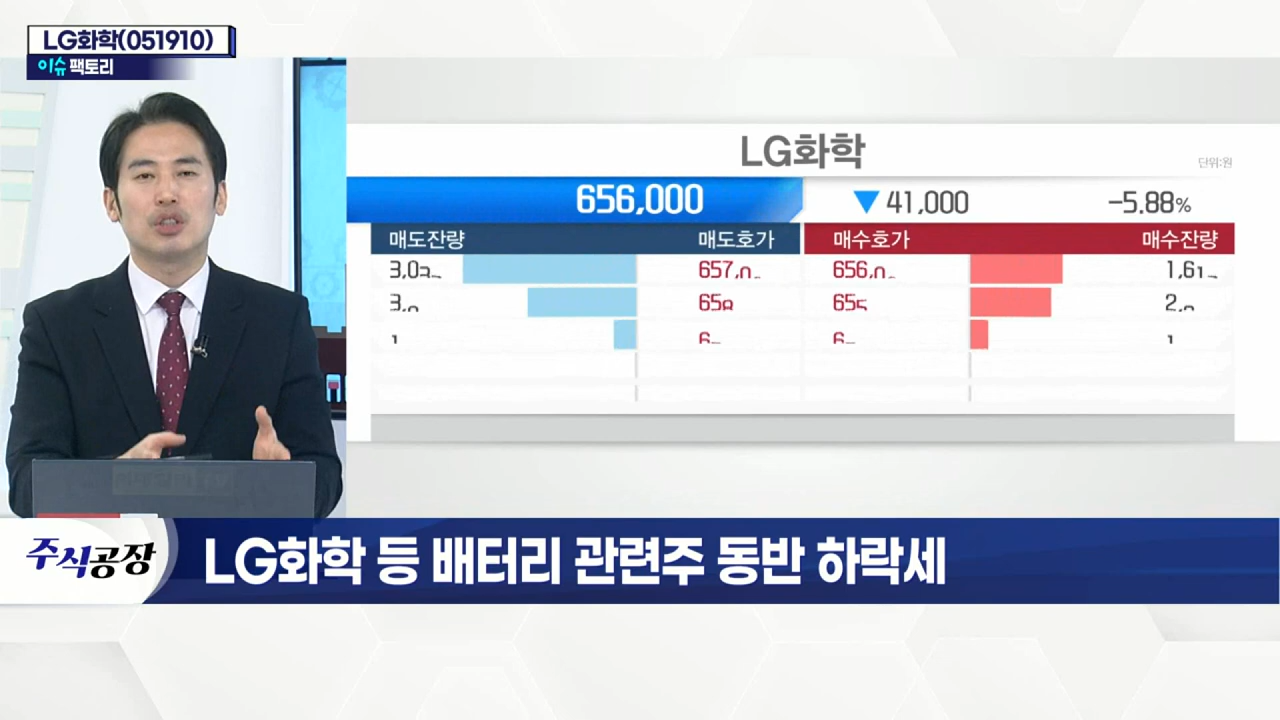 LG화학(051910)
이슈 팩토리
LG화학
단위:원
656,000 ▼ 41,000 -5.88%
매도잔량 매도호가 매수호가 매수잔량
주식공장
LG화학 등 배터리 관련주 동반 하락세